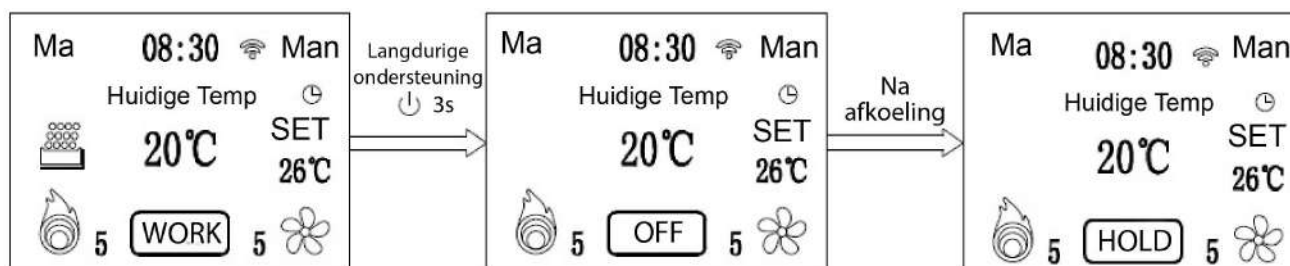 Ma 08:30 Man
Huidige Temp
SET
20℃
26℃
5 WORK 5
Langdurige
ondersteuning
3s
Ma 08:30 Man
Huidige Temp
SET
20℃
26℃
5 OFF 5
Na
afkoeling
Ma 08:30 Man
Huidige Temp
SET
20℃
26℃
5 HOLD 5